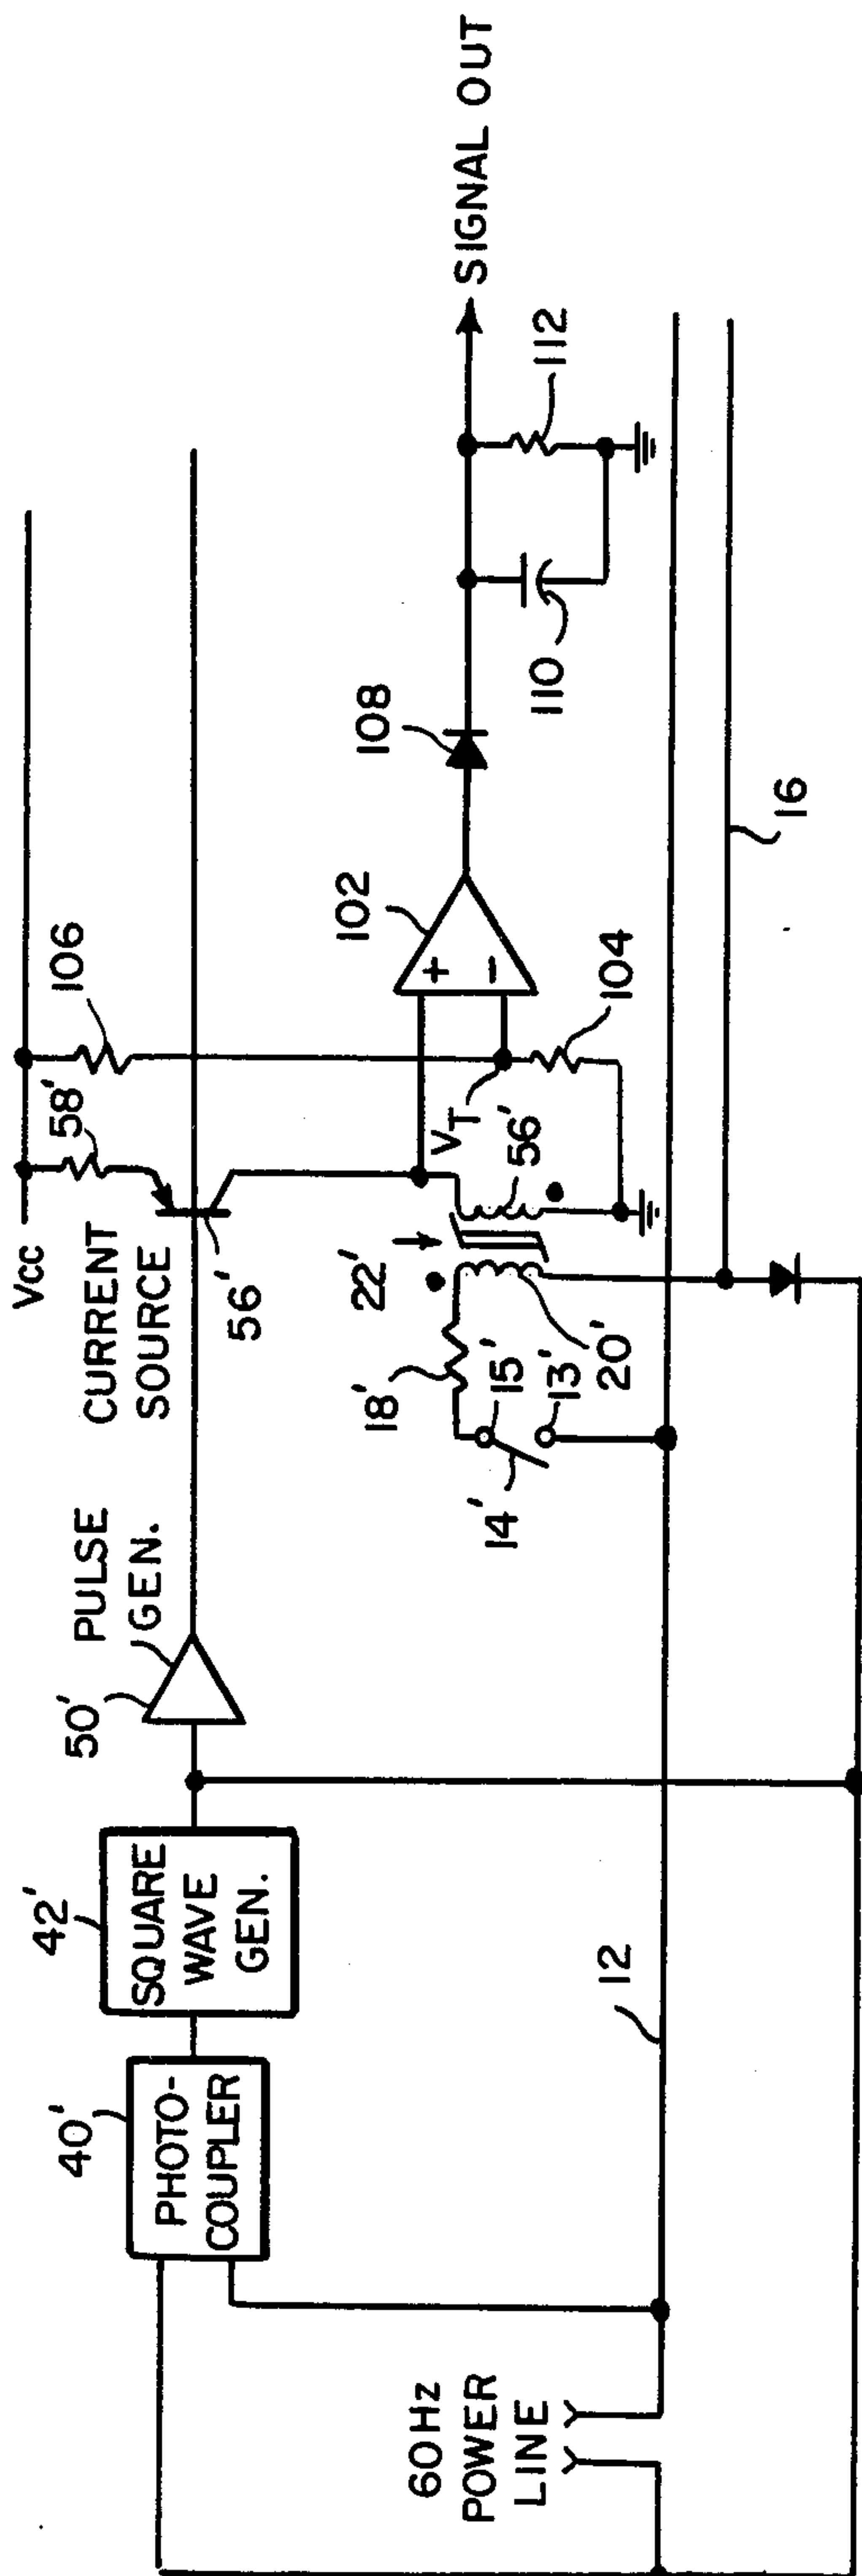 Vcc
106
58'
CURRENT
SOURCE
56'
SIGNAL OUT
112
110
108
102
+
−
104
V_T
56'
22'
20'
18'
15'
13'
14'
16
PULSE
GEN.
50'
42'
SQUARE
WAVE
GEN.
40'
PHOTO-
COUPLER
12
60Hz
POWER
LINE